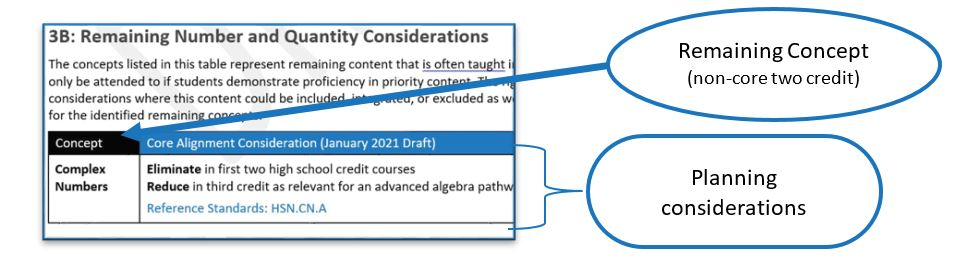 3B: Remaining Number and Quantity Considerations
The concepts listed in this table represent remaining content that is often taught i
only be attended to if students demonstrate proficiency in priority content. The
considerations where this content could be included, integrated, or excluded as w
for the identified remaining concepts.
Concept Core Alignment Consideration (January 2021 Draft)
Complex Eliminate in first two high school credit courses
Numbers Reduce in third credit as relevant for an advanced algebra pathw
Reference Standards: HSN.CN.A
Remaining Concept
(non-core two credit)
Planning
considerations